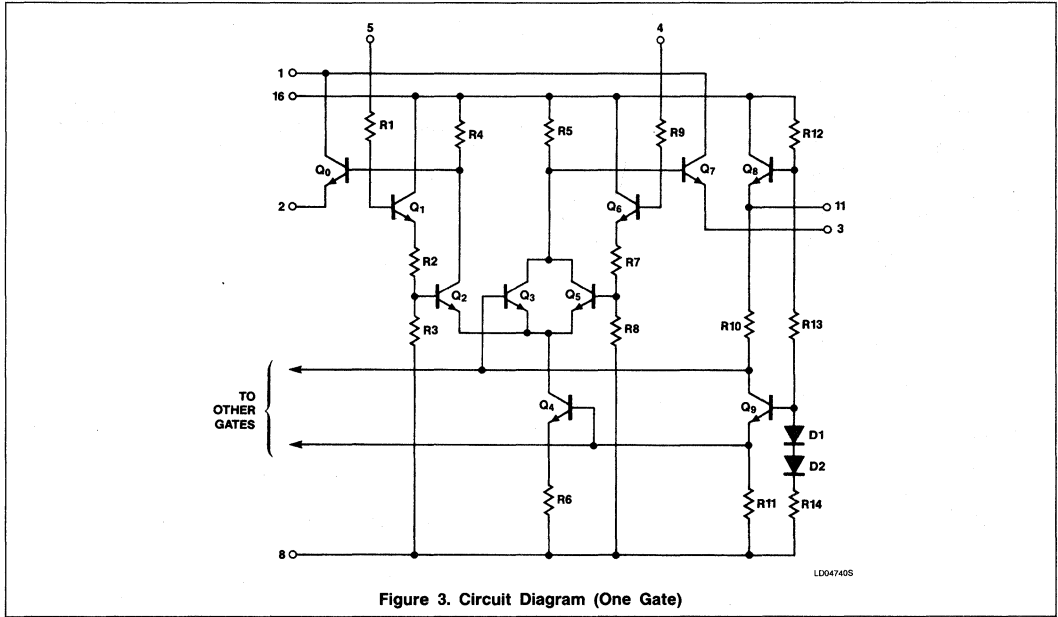 5
4
1
16
R1
R4
R5
R9
R12
Q0
Q7
Q8
2
Q1
Q6
11
3
R2
R7
Q2
Q3
Q5
R3
R8
R10
R13
TO
OTHER
GATES
Q4
Q9
D1
D2
R6
R11
R14
8
LD04740S
Figure 3. Circuit Diagram (One Gate)